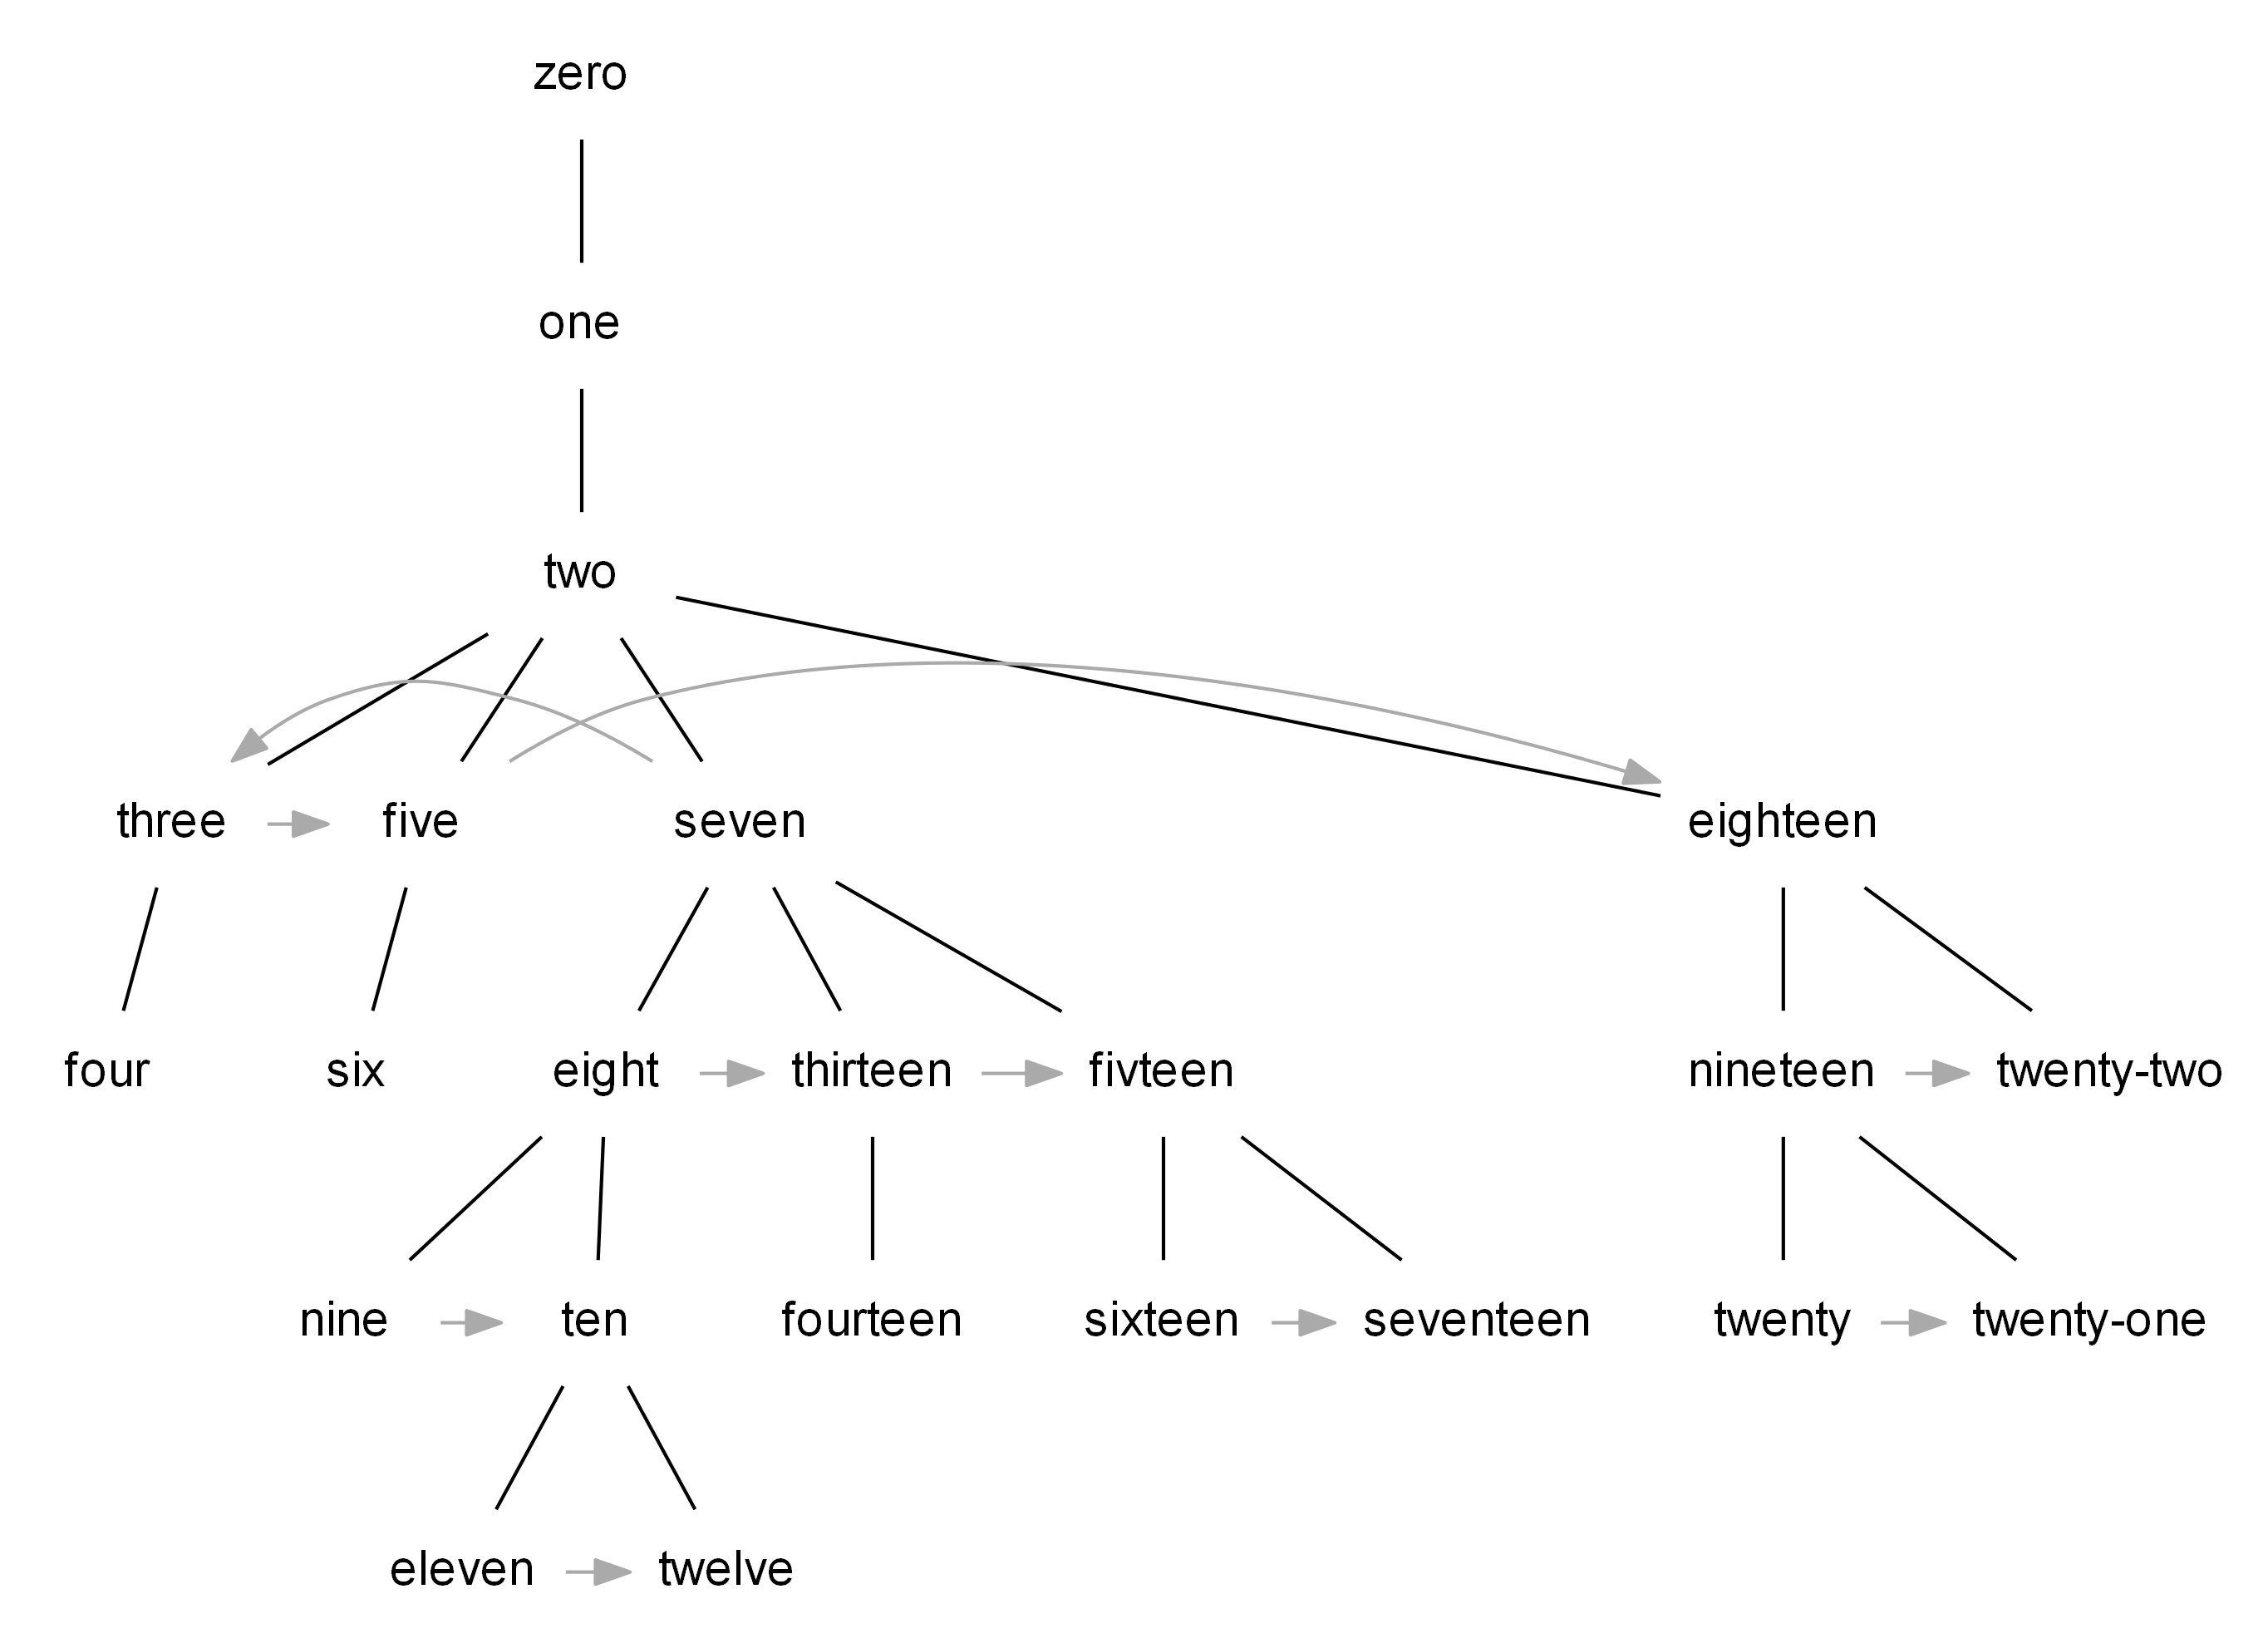 zero
one
two
three five seven eighteen
four six eight thirteen fivteen nineteen twenty-two
nine ten fourteen sixteen seventeen twenty twenty-one
eleven twelve